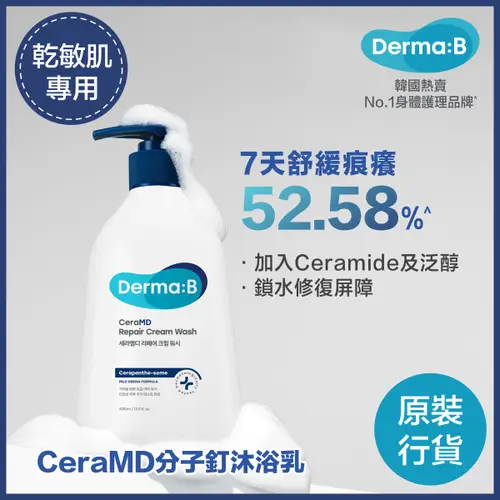 乾敏肌
專用
Derma:B
韓國熱賣
No.1身體護理品牌*
7天舒緩痕癢
52.58%^
· 加入Ceramide及泛醇
· 鎖水修復屏障
Derma:B
CeraMD
Repair Cream Wash
세라엠디 리페어 크림 워시
Cerapanthe-some
MILD DERMA FORMULA
原裝
行貨
CeraMD分子釘沐浴乳